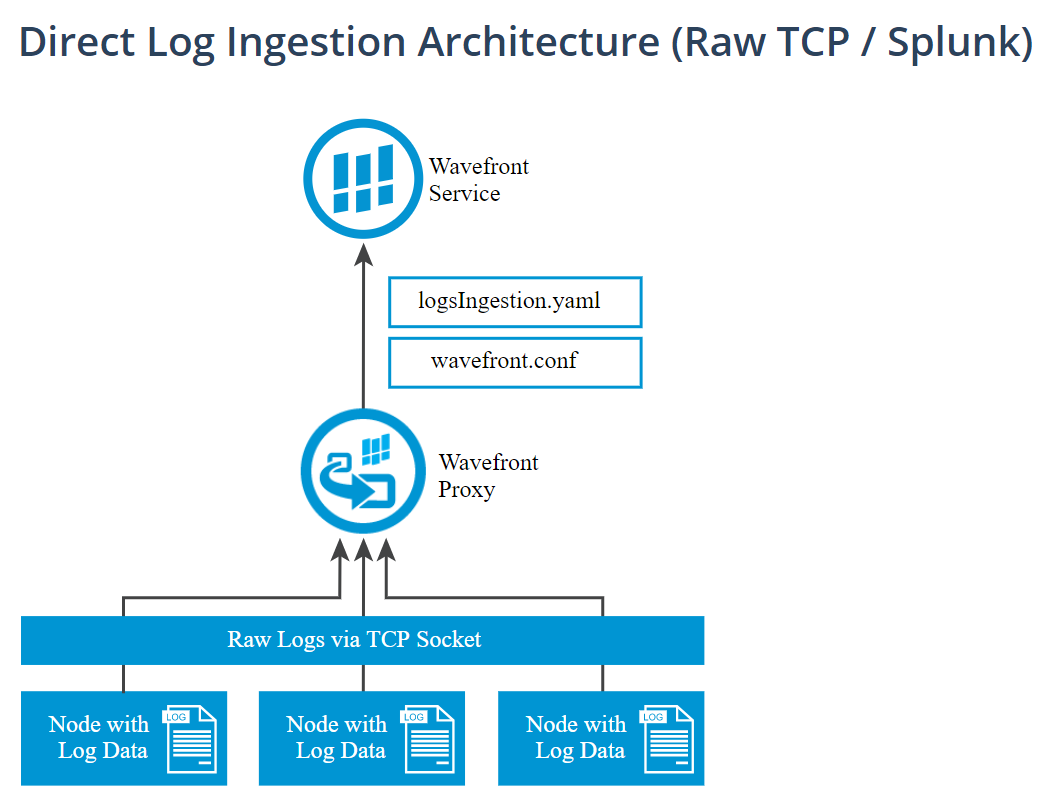 Direct Log Ingestion Architecture (Raw TCP / Splunk)
Wavefront
Service
logsIngestion.yaml
wavefront.conf
Wavefront
Proxy
Raw Logs via TCP Socket
Node with
Log Data
LOG
Node with
Log Data
LOG
Node with
Log Data
LOG